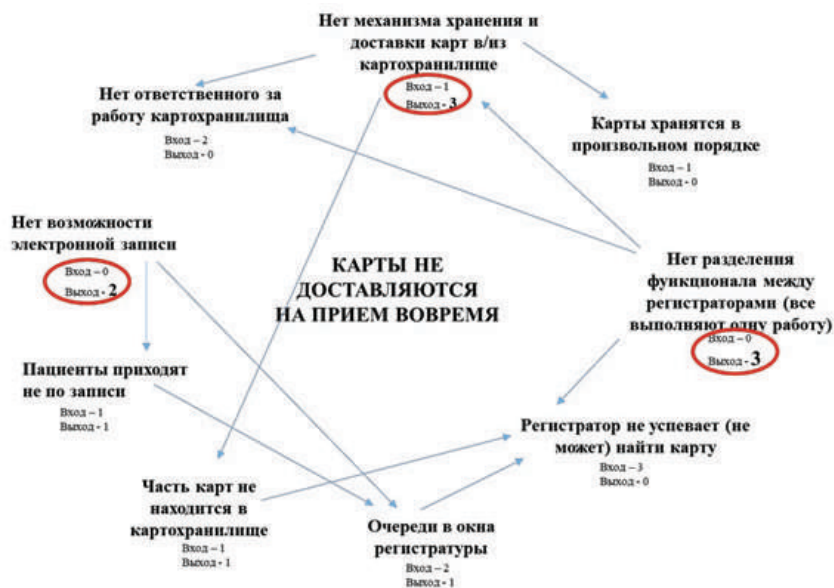 Нет механизма хранения и
доставки карт в/из
картохранилище
Вход – 1
Выход - 3
Нет ответственного за
работу картохранилища
Вход – 2
Выход - 0
Карты хранятся в
произвольном порядке
Вход – 1
Выход - 0
Нет возможности
электронной записи
Вход – 0
Выход - 2
КАРТЫ НЕ
ДОСТАВЛЯЮТСЯ
НА ПРИЕМ ВОВРЕМЯ
Нет разделения
функционала между
регистраторами (все
выполняют одну работу)
Вход – 0
Выход - 3
Пациенты приходят
не по записи
Вход – 1
Выход - 1
Регистратор не успевает (не
может) найти карту
Вход – 3
Выход - 0
Часть карт не
находится в
картохранилище
Вход – 1
Выход - 1
Очереди в окна
регистратуры
Вход – 2
Выход - 1